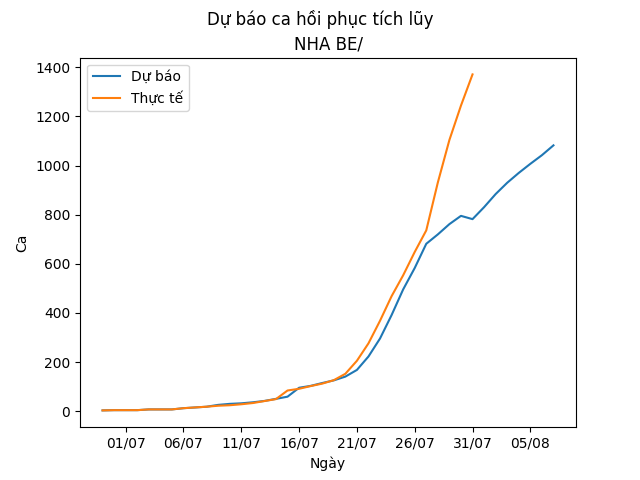 Dự báo ca hồi phục tích lũy
NHA BE/
Dự báo
Thực tế
1400
1200
1000
800
600
400
200
0
Ca
01/07 06/07 11/07 16/07 21/07 26/07 31/07 05/08
Ngày